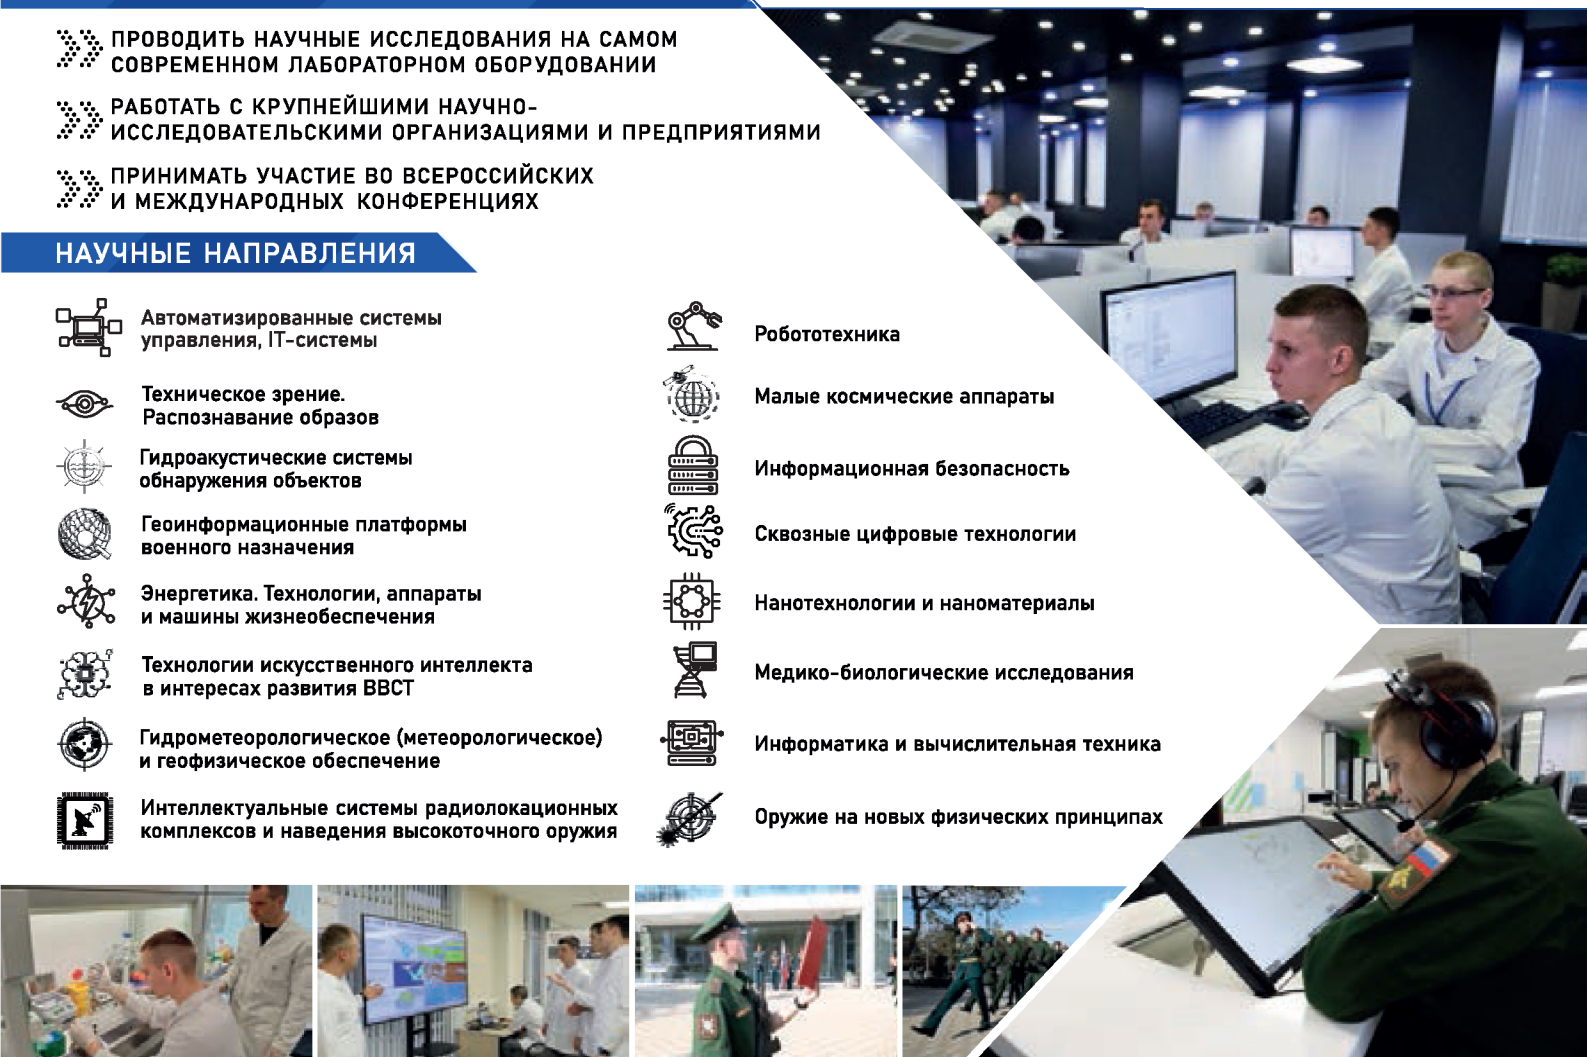 ПРОВОДИТЬ НАУЧНЫЕ ИССЛЕДОВАНИЯ НА САМОМ
СОВРЕМЕННОМ ЛАБОРАТОРНОМ ОБОРУДОВАНИИ
РАБОТАТЬ С КРУПНЕЙШИМИ НАУЧНО-
ИССЛЕДОВАТЕЛЬСКИМИ ОРГАНИЗАЦИЯМИ И ПРЕДПРИЯТИЯМИ
ПРИНИМАТЬ УЧАСТИЕ ВО ВСЕРОССИЙСКИХ
И МЕЖДУНАРОДНЫХ КОНФЕРЕНЦИЯХ
НАУЧНЫЕ НАПРАВЛЕНИЯ
Автоматизированные системы
управления, IT-системы
Техническое зрение.
Распознавание образов
Гидроакустические системы
обнаружения объектов
Геоинформационные платформы
военного назначения
Энергетика. Технологии, аппараты
и машины жизнеобеспечения
Технологии искусственного интеллекта
в интересах развития ВВСТ
Гидрометеорологическое (метеорологическое)
и геофизическое обеспечение
Интеллектуальные системы радиолокационных
комплексов и наведения высокоточного оружия
Робототехника
Малые космические аппараты
Информационная безопасность
Сквозные цифровые технологии
Нанотехнологии и наноматериалы
Медико-биологические исследования
Информатика и вычислительная техника
Оружие на новых физических принципах